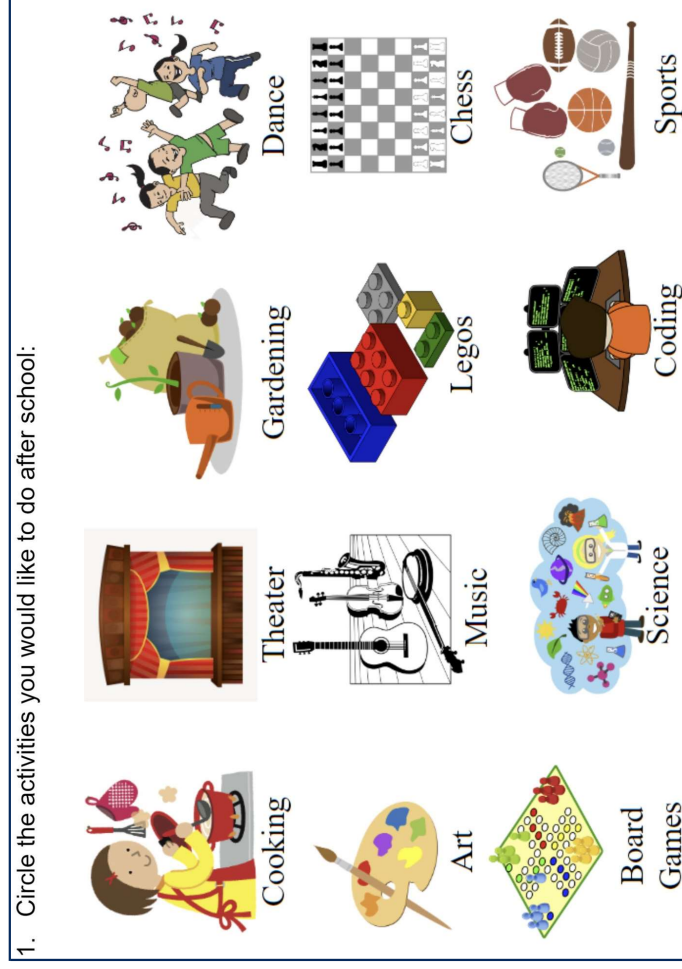 1. Circle the activities you would like to do after school:
Cooking
Theater
Gardening
Dance
Art
Music
Legos
Chess
Board
Games
Science
Coding
Sports